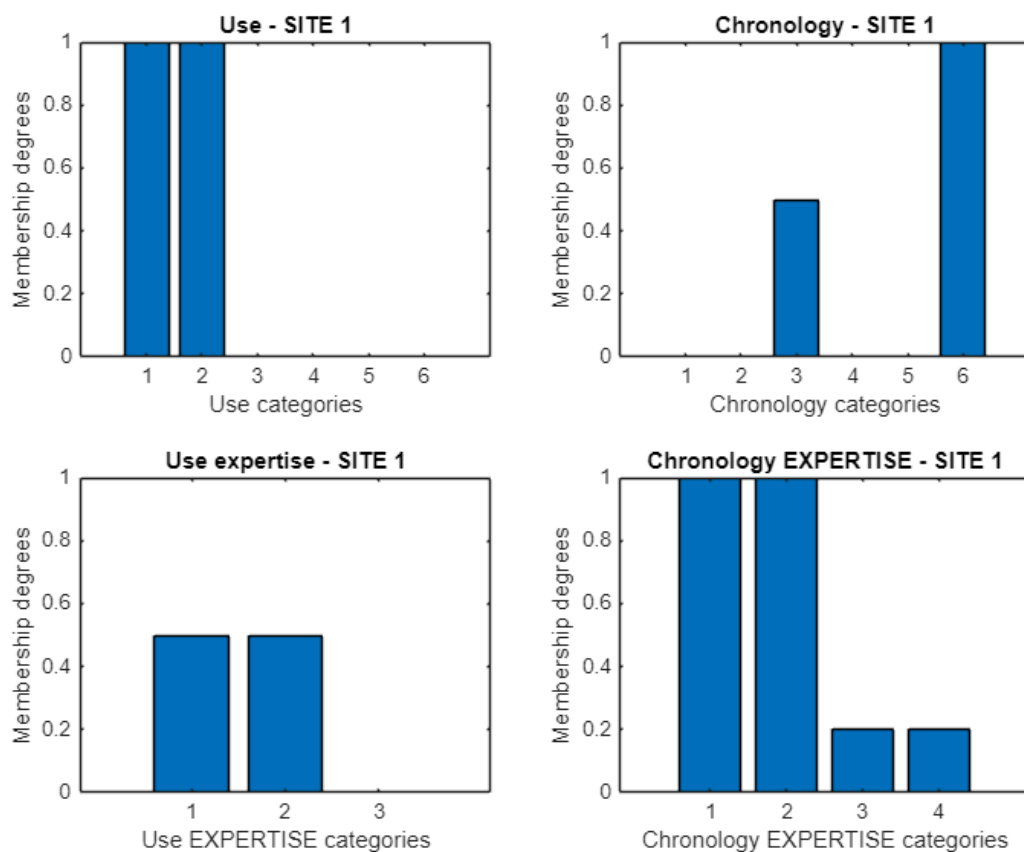 Use - SITE 1
1
0.8
0.6
0.4
0.2
0
Membership degrees
1 2 3 4 5 6
Use categories
Chronology - SITE 1
1
0.8
0.6
0.4
0.2
0
Membership degrees
1 2 3 4 5 6
Chronology categories
Use expertise - SITE 1
1
0.8
0.6
0.4
0.2
0
Membership degrees
1 2 3
Use EXPERTISE categories
Chronology EXPERTISE - SITE 1
1
0.8
0.6
0.4
0.2
0
Membership degrees
1 2 3 4
Chronology EXPERTISE categories